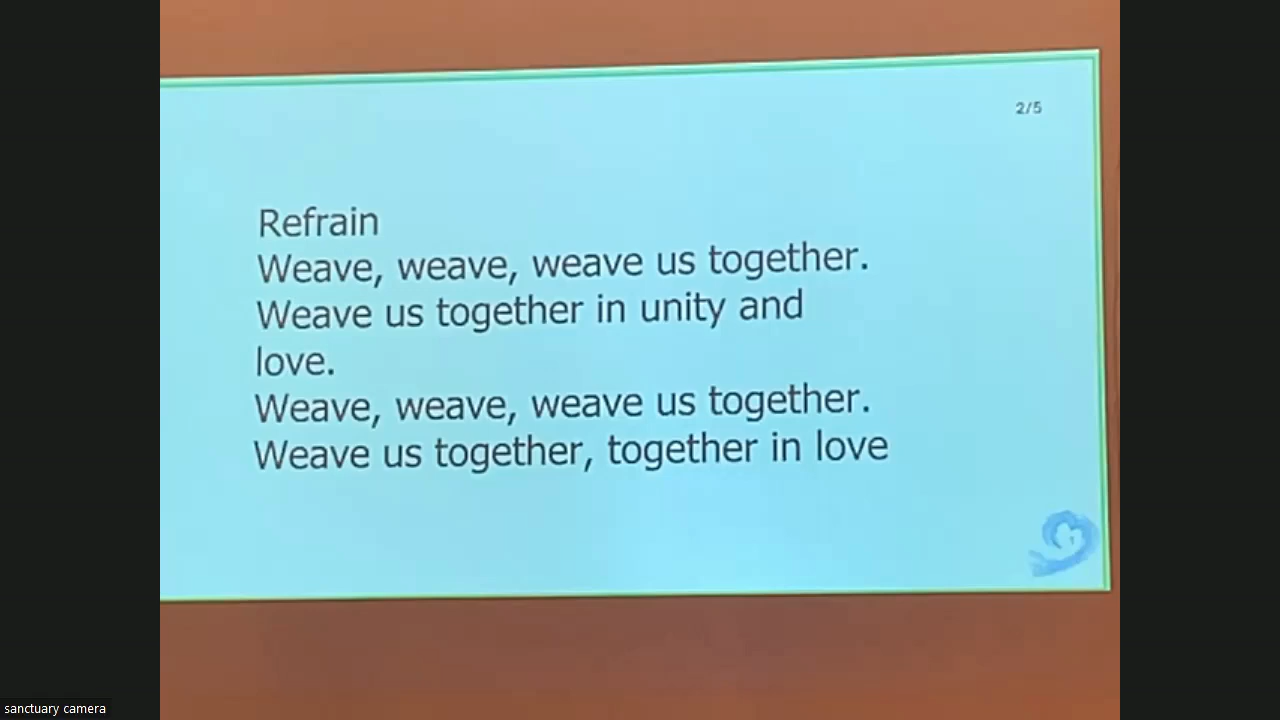 2/5
Refrain
Weave, weave, weave us together.
Weave us together in unity and
love.
Weave, weave, weave us together.
Weave us together, together in love
sanctuary camera